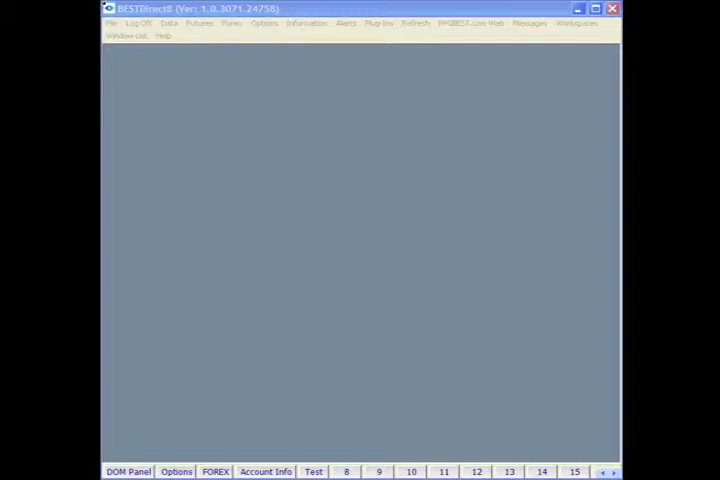 BESTDirect8 (Ver: 1.0.3071.24758)
File Log Off Data Futures Forex Options Information Alerts Plug-Ins Refresh PFGBEST.com Web Messages Workspaces
Window List Help
DOM Panel Options FOREX Account Info Test 8 9 10 11 12 13 14 15